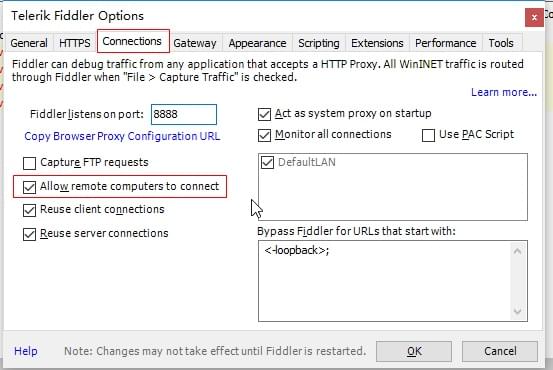 Telerik Fiddler Options
General HTTPS Connections Gateway Appearance Scripting Extensions Performance Tools
Fiddler can debug traffic from any application that accepts a HTTP Proxy. All WinINET traffic is routed
through Fiddler when "File > Capture Traffic" is checked.
Learn more...
Fiddler listens on port: 8888
Act as system proxy on startup
Copy Browser Proxy Configuration URL
Monitor all connections Use PAC Script
Capture FTP requests
DefaultLAN
Allow remote computers to connect
Reuse client connections
Reuse server connections
Bypass Fiddler for URLs that start with:
<-loopback>;
Help Note: Changes may not take effect until Fiddler is restarted. OK Cancel